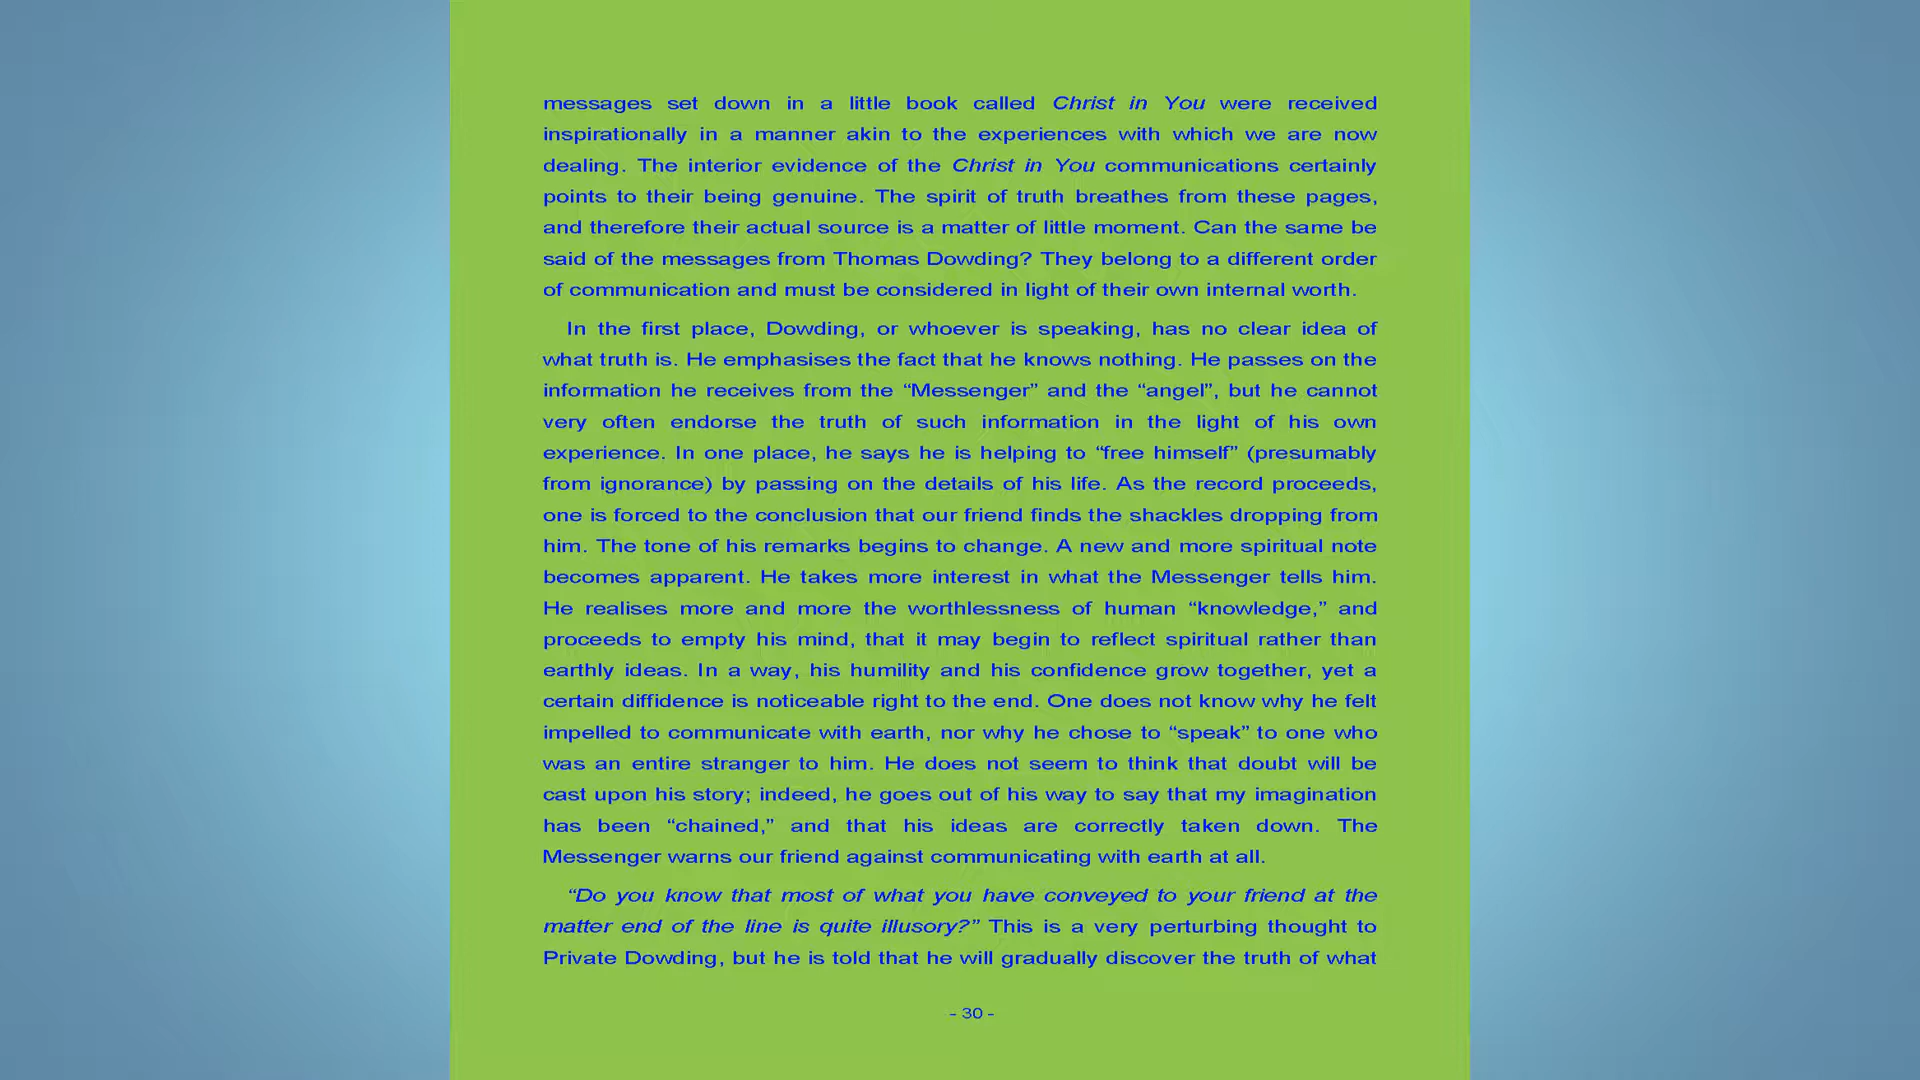 messages set down in a little book called Christ in You were received
inspirationally in a manner akin to the experiences with which we are now
dealing. The interior evidence of the Christ in You communications certainly
points to their being genuine. The spirit of truth breathes from these pages,
and therefore their actual source is a matter of little moment. Can the same be
said of the messages from Thomas Dowding? They belong to a different order
of communication and must be considered in light of their own internal worth.
In the first place, Dowding, or whoever is speaking, has no clear idea of
what truth is. He emphasises the fact that he knows nothing. He passes on the
information he receives from the “Messenger” and the “angel”, but he cannot
very often endorse the truth of such information in the light of his own
experience. In one place, he says he is helping to “free himself” (presumably
from ignorance) by passing on the details of his life. As the record proceeds,
one is forced to the conclusion that our friend finds the shackles dropping from
him. The tone of his remarks begins to change. A new and more spiritual note
becomes apparent. He takes more interest in what the Messenger tells him.
He realises more and more the worthlessness of human “knowledge,” and
proceeds to empty his mind, that it may begin to reflect spiritual rather than
earthly ideas. In a way, his humility and his confidence grow together, yet a
certain diffidence is noticeable right to the end. One does not know why he felt
impelled to communicate with earth, nor why he chose to “speak” to one who
was an entire stranger to him. He does not seem to think that doubt will be
cast upon his story; indeed, he goes out of his way to say that my imagination
has been “chained,” and that his ideas are correctly taken down. The
Messenger warns our friend against communicating with earth at all.
“Do you know that most of what you have conveyed to your friend at the
matter end of the line is quite illusory?” This is a very perturbing thought to
Private Dowding, but he is told that he will gradually discover the truth of what
- 30 -